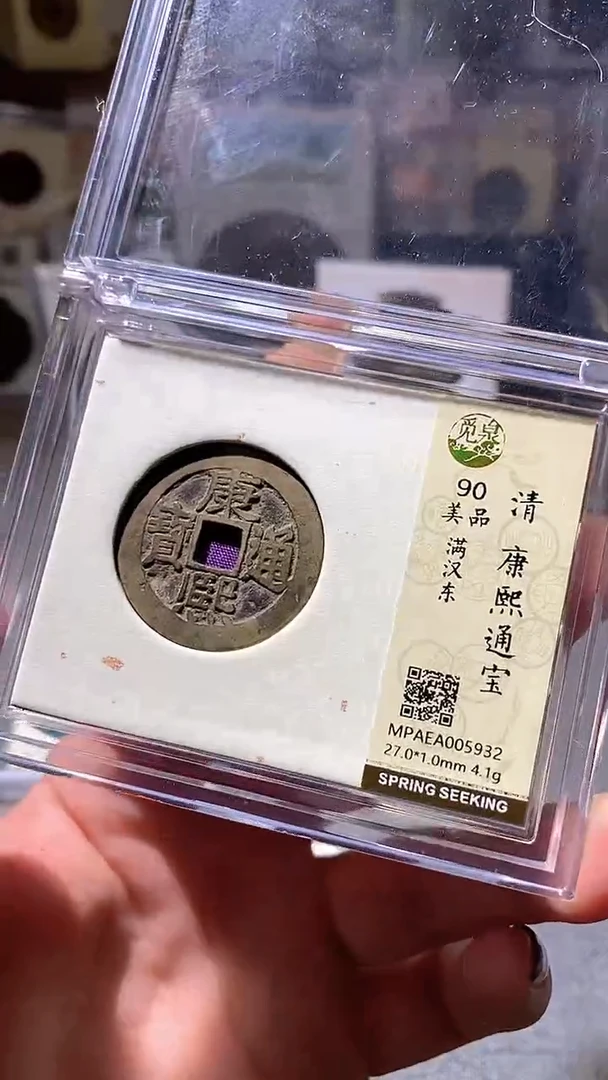 康熙通寶
覓泉
90
美品
满汉东
清 康熙通宝
MPAEA005932
27.0*1.0mm 4.1g
SPRING SEEKING